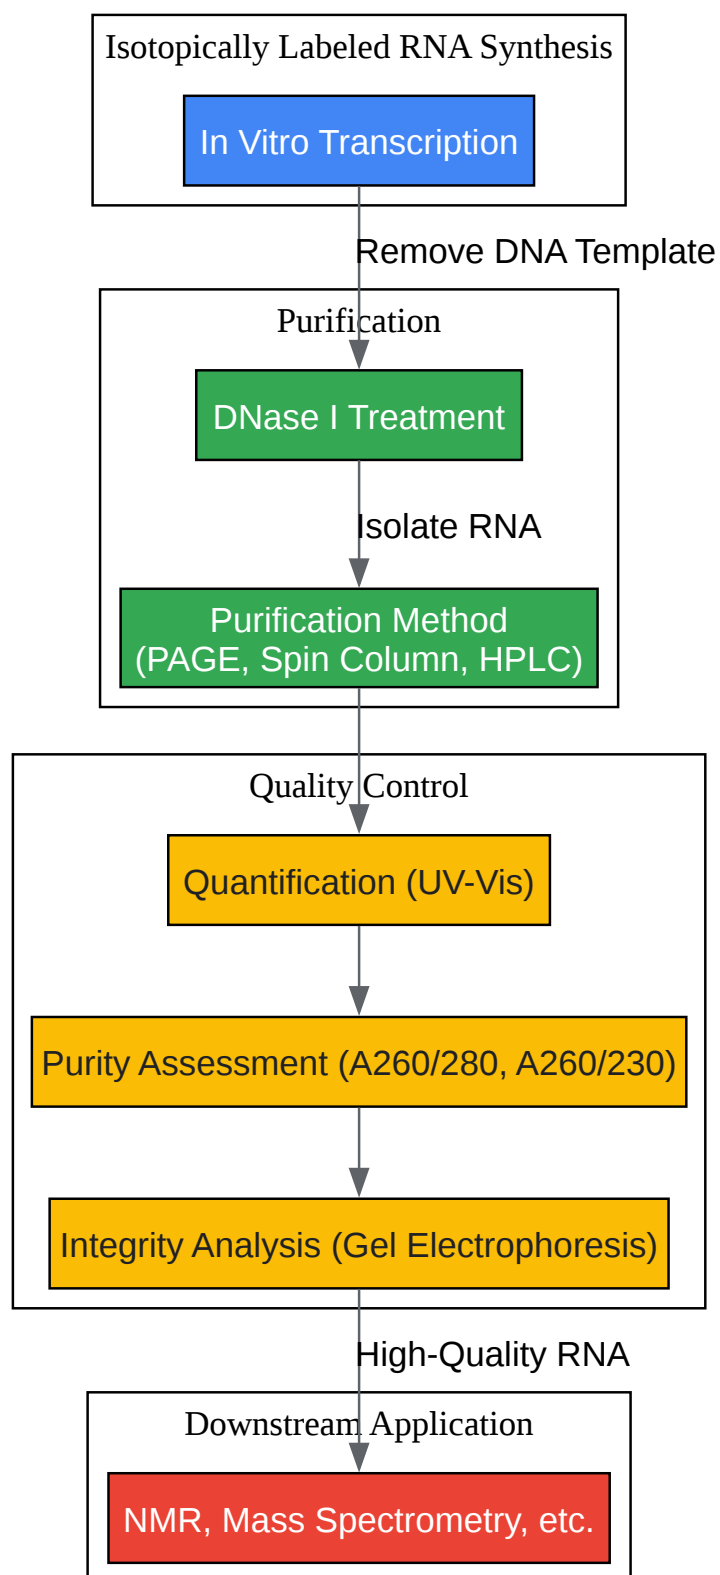 Isotopically Labeled RNA Synthesis
In Vitro Transcription
Remove DNA Template
Purification
DNase I Treatment
Isolate RNA
Purification Method
(PAGE, Spin Column, HPLC)
Quality Control
Quantification (UV-Vis)
Purity Assessment (A260/280, A260/230)
Integrity Analysis (Gel Electrophoresis)
High-Quality RNA
Downstream Application
NMR, Mass Spectrometry, etc.